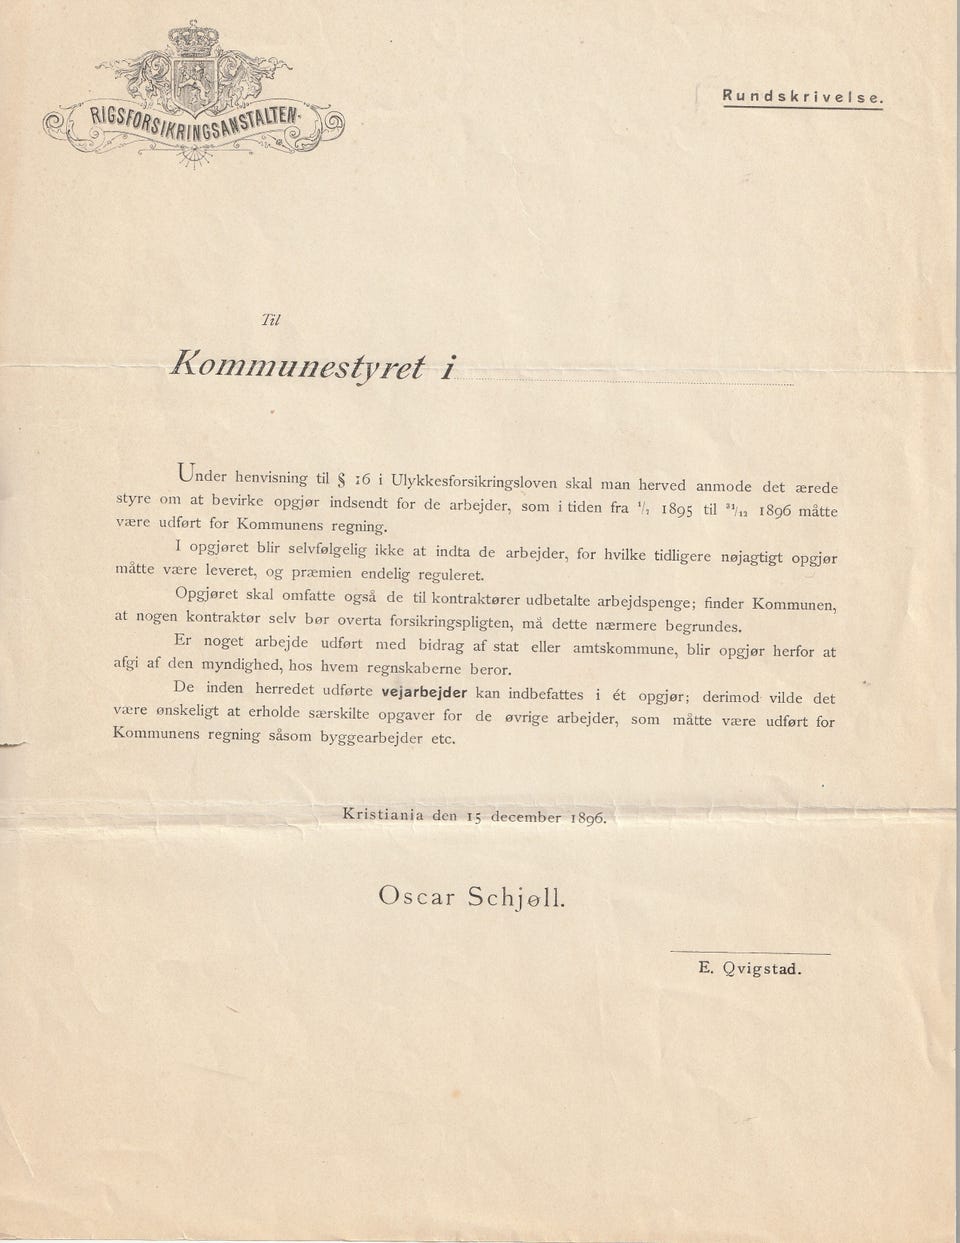 RIGSFORSIKRINGSANSTALTEN.
Rundskrivelse.
Til
Kommunestyret i
Under henvisning til § 16 i Ulykkesforsikringsloven skal man herved anmode det ærede
styre om at bevirke opgjør indsendt for de arbejder, som i tiden fra 1/7 1895 til 31/12 1896 måtte
være udført for Kommunens regning.
I opgjøret blir selvfølgelig ikke at indta de arbejder, for hvilke tidligere nøjagtigt opgjør
måtte være leveret, og præmien endelig reguleret.
Opgjøret skal omfatte også de til kontraktører udbetalte arbejdspenge; finder Kommunen,
at nogen kontraktør selv bør overta forsikringspligten, må dette nærmere begrundes.
Er noget arbejde udført med bidrag af stat eller amtskommune, blir opgjør herfor at
afgi af den myndighed, hos hvem regnskaberne beror.
De inden herredet udførte vejarbejder kan indbefattes i ét opgjør; derimod vilde det
være ønskeligt at erholde særskilte opgaver for de øvrige arbejder, som måtte være udført for
Kommunens regning såsom byggearbejder etc.
Kristiania den 15 december 1896.
Oscar Schjøll.
E. Qvigstad.